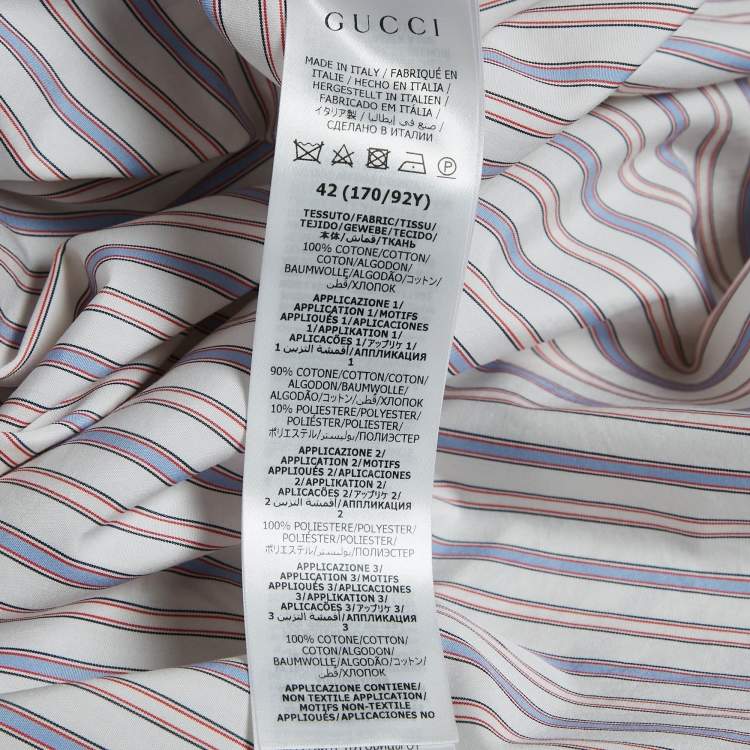 GUCCI
MADE IN ITALY / FABRIQUÉ EN
ITALIE / HECHO EN ITALIA/
HERGESTELLT IN ITALIEN /
FABRICADO EM ITÁLIA/
イタリア製 / صنع في إيطاليا/
СДЕЛАНО В ИТАЛИИ
P
42 (170/92Y)
TESSUTO/FABRIC/TISSU/
TEJIDO/GEWEBE/TECIDO/
本体/قماش/ТКАНЬ
100% COTONE/COTTON/
COTON/ALGODON/
BAUMWOLLE/ALGODÃO/コットン/
قطن/ХЛОПОК
APPLICAZIONE 1/
APPLICATION 1/MOTIFS
APPLIQUÉS 1/APLICACIONES
1/APPLIKATION 1/
APLICAÇÕES 1/アップリケ 1/
أقمشة التزيين 1/АППЛИКАЦИЯ
1
90% COTONE/COTTON/COTON/
ALGODON/BAUMWOLLE/
ALGODÃO/コットン/قطن/ХЛОПОК
10% POLIESTERE/POLYESTER/
POLIÉSTER/POLIESTER/
ポリエステル/بوليستر/ПОЛИЭСТЕР
APPLICAZIONE 2/
APPLICATION 2/MOTIFS
APPLIQUÉS 2/APLICACIONES
2/APPLIKATION 2/
APLICAÇÕES 2/アップリケ 2/
أقمشة التزيين 2/АППЛИКАЦИЯ
2
100% POLIESTERE/POLYESTER/
POLIÉSTER/POLIESTER/
ポリエステル/بوليستر/ПОЛИЭСТЕР
APPLICAZIONE 3/
APPLICATION 3/MOTIFS
APPLIQUÉS 3/APLICACIONES
3/APPLIKATION 3/
APLICAÇÕES 3/アップリケ 3/
أقمشة التزيين 3/АППЛИКАЦИЯ
3
100% COTONE/COTTON/
COTON/ALGODON/
BAUMWOLLE/ALGODÃO/コットン/
قطن/ХЛОПОК
APPLICAZIONE CONTIENE/
NON TEXTILE APPLICATION/
MOTIFS NON-TEXTILE
APPLIQUÉS/APLICACIONES NO